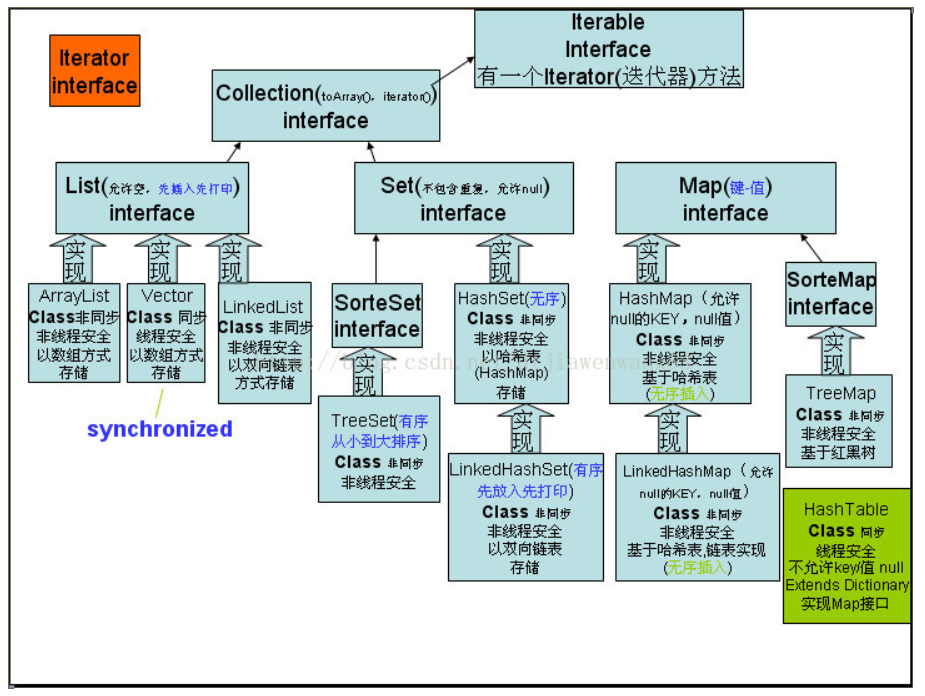 Iterator
interface
Iterable
Interface
有一个Iterator(迭代器)方法
Collection(toArray(), iterator())
interface
List(允许空，先插入先打印)
interface
Set(不包含重复，允许null)
interface
Map(键-值)
interface
实现
实现
实现
实现
实现
ArrayList
Class非同步
非线程安全
以数组方式
存储
Vector
Class 同步
线程安全
以数组方式
存储
LinkedList
Class 非同步
非线程安全
以双向链表
方式存储
SorteSet
interface
HashSet(无序)
Class 非同步
非线程安全
以哈希表
(HashMap)
存储
HashMap（允许
null的KEY，null值）
Class 非同步
非线程安全
基于哈希表
(无序插入)
SorteMap
interface
synchronized
实现
实现
实现
实现
TreeSet(有序
从小到大排序)
Class 非同步
非线程安全
LinkedHashSet(有序
先放入先打印)
Class 非同步
非线程安全
以双向链表
存储
LinkedHashMap（允许
null的KEY，null值）
Class 非同步
非线程安全
基于哈希表,链表实现
(无序插入)
TreeMap
Class 非同步
非线程安全
基于红黑树
HashTable
Class 同步
线程安全
不允许key/值 null
Extends Dictionary
实现Map接口